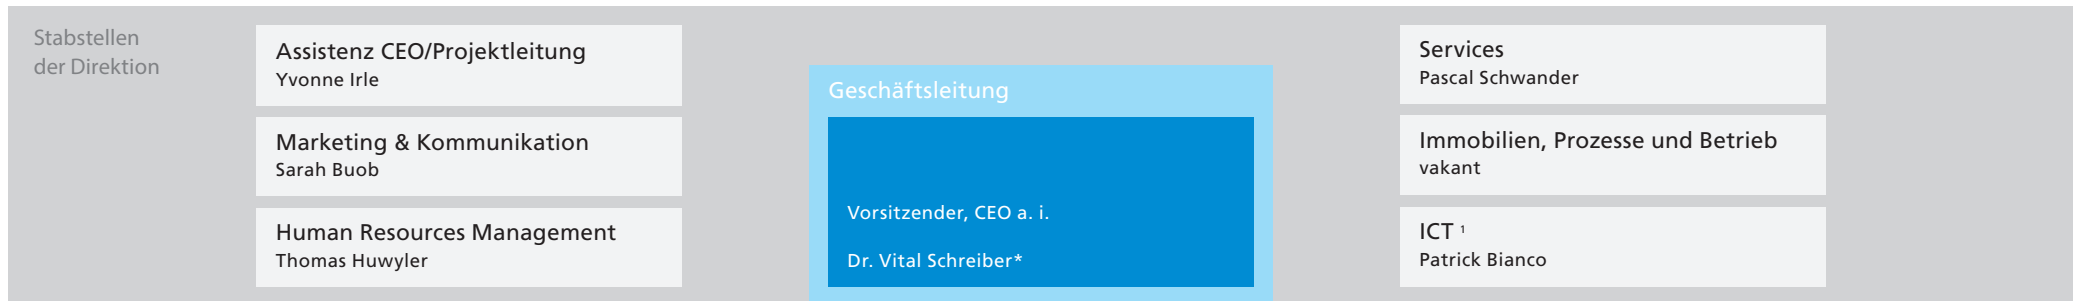 Stabstellen
der Direktion
Assistenz CEO/Projektleitung
Yvonne Irle
Marketing & Kommunikation
Sarah Buob
Human Resources Management
Thomas Huwyler
Geschäftsleitung
Vorsitzender, CEO a. i.
Dr. Vital Schreiber*
Services
Pascal Schwander
Immobilien, Prozesse und Betrieb
vakant
ICT ¹
Patrick Bianco